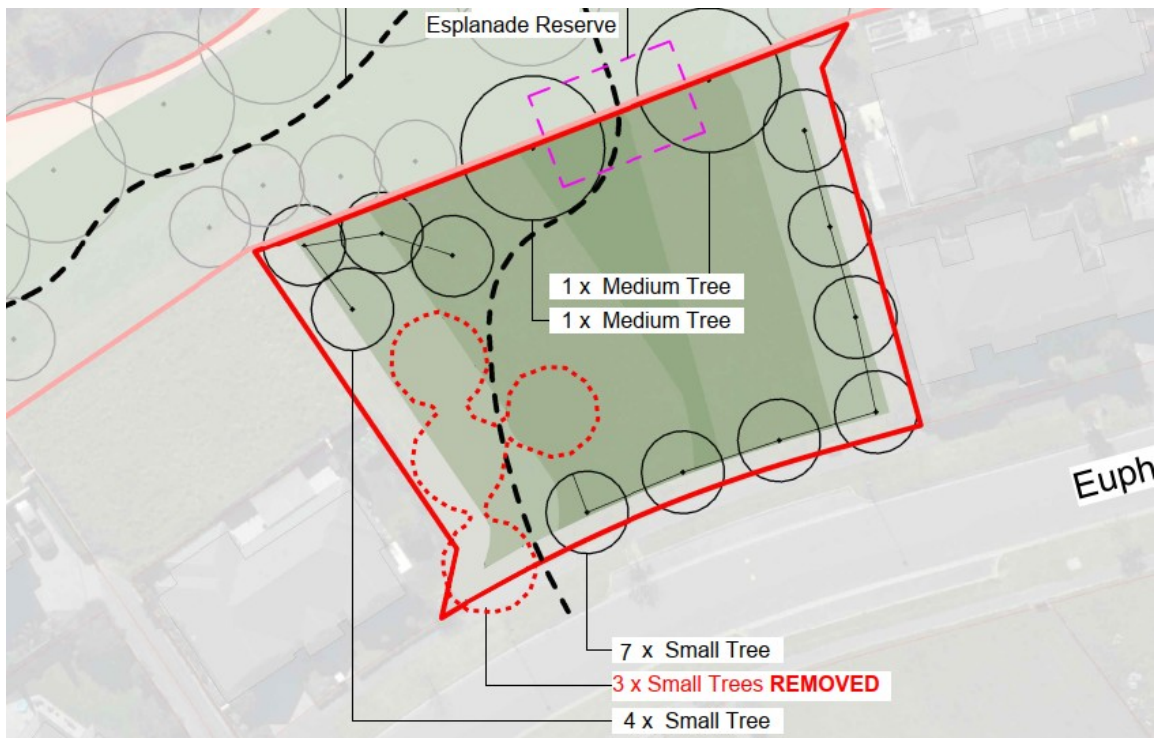 Esplanade Reserve
1 x Medium Tree
1 x Medium Tree
Euph
7 x Small Tree
3 x Small Trees REMOVED
4 x Small Tree